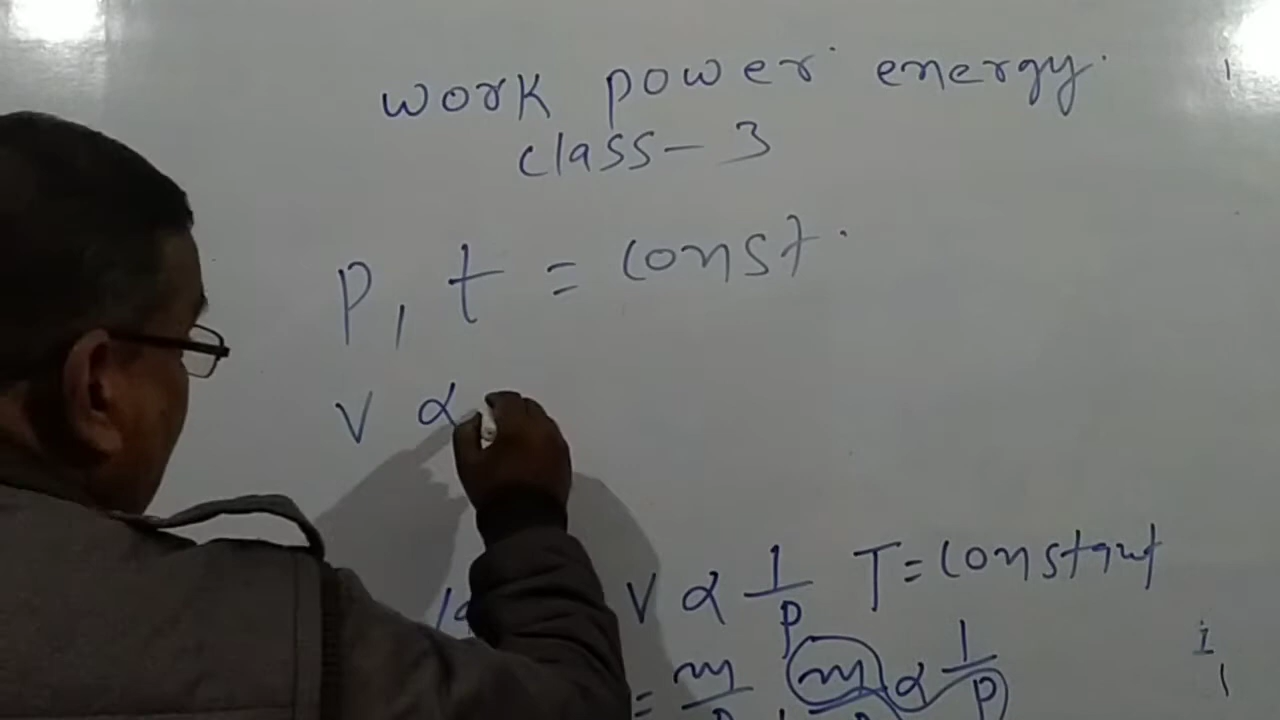 work power energy.
class - 3
P, t = const.
V α
V α 1/P T = constant
= m/ m α 1/P